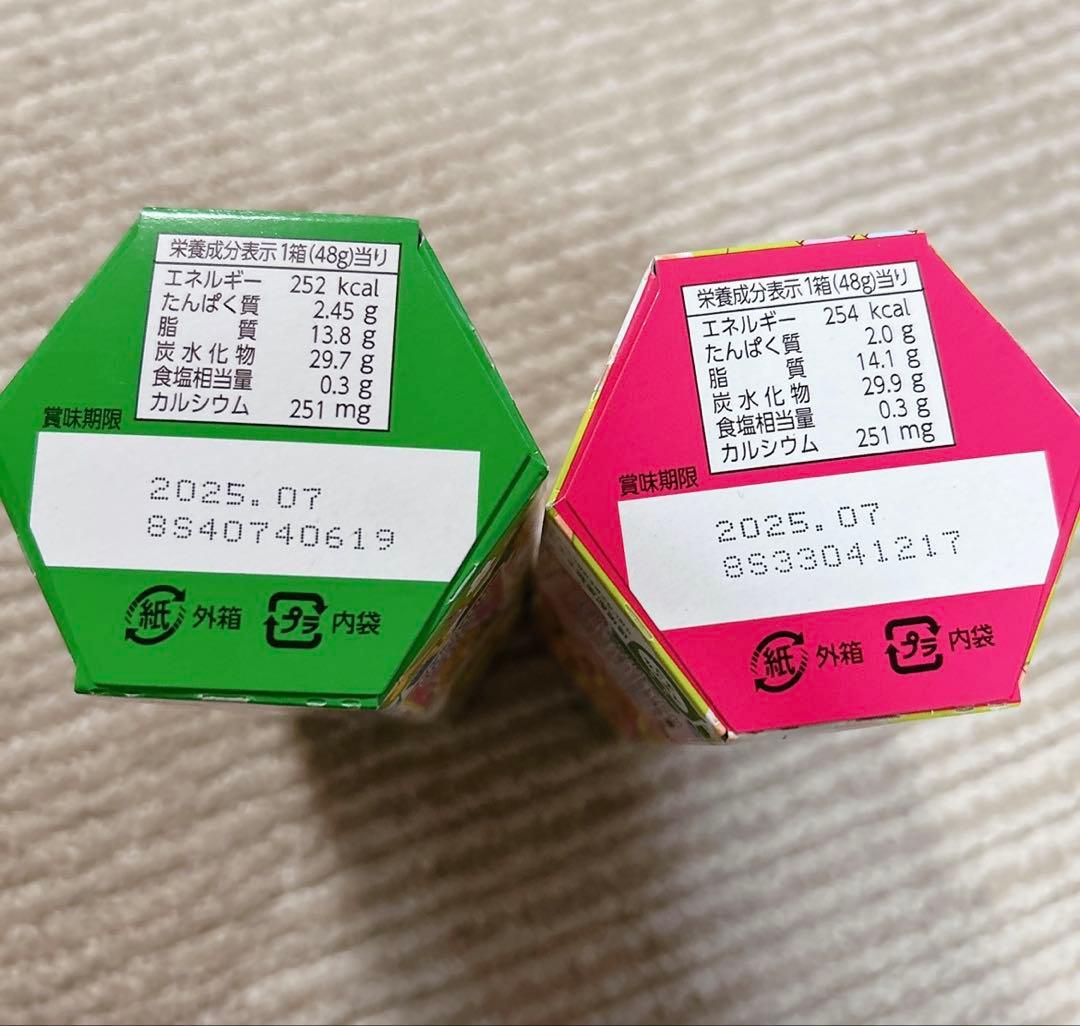 栄養成分表示1箱(48g)当り
エネルギー 252 kcal
たんぱく質 2.45 g
脂質 13.8 g
炭水化物 29.7 g
食塩相当量 0.3 g
カルシウム 251 mg
賞味期限
2025.07
8S40740619
紙 外箱 プラ 内袋
栄養成分表示1箱(48g)当り
エネルギー 254 kcal
たんぱく質 2.0 g
脂質 14.1 g
炭水化物 29.9 g
食塩相当量 0.3 g
カルシウム 251 mg
賞味期限
2025.07
8S33041217
紙 外箱 プラ 内袋